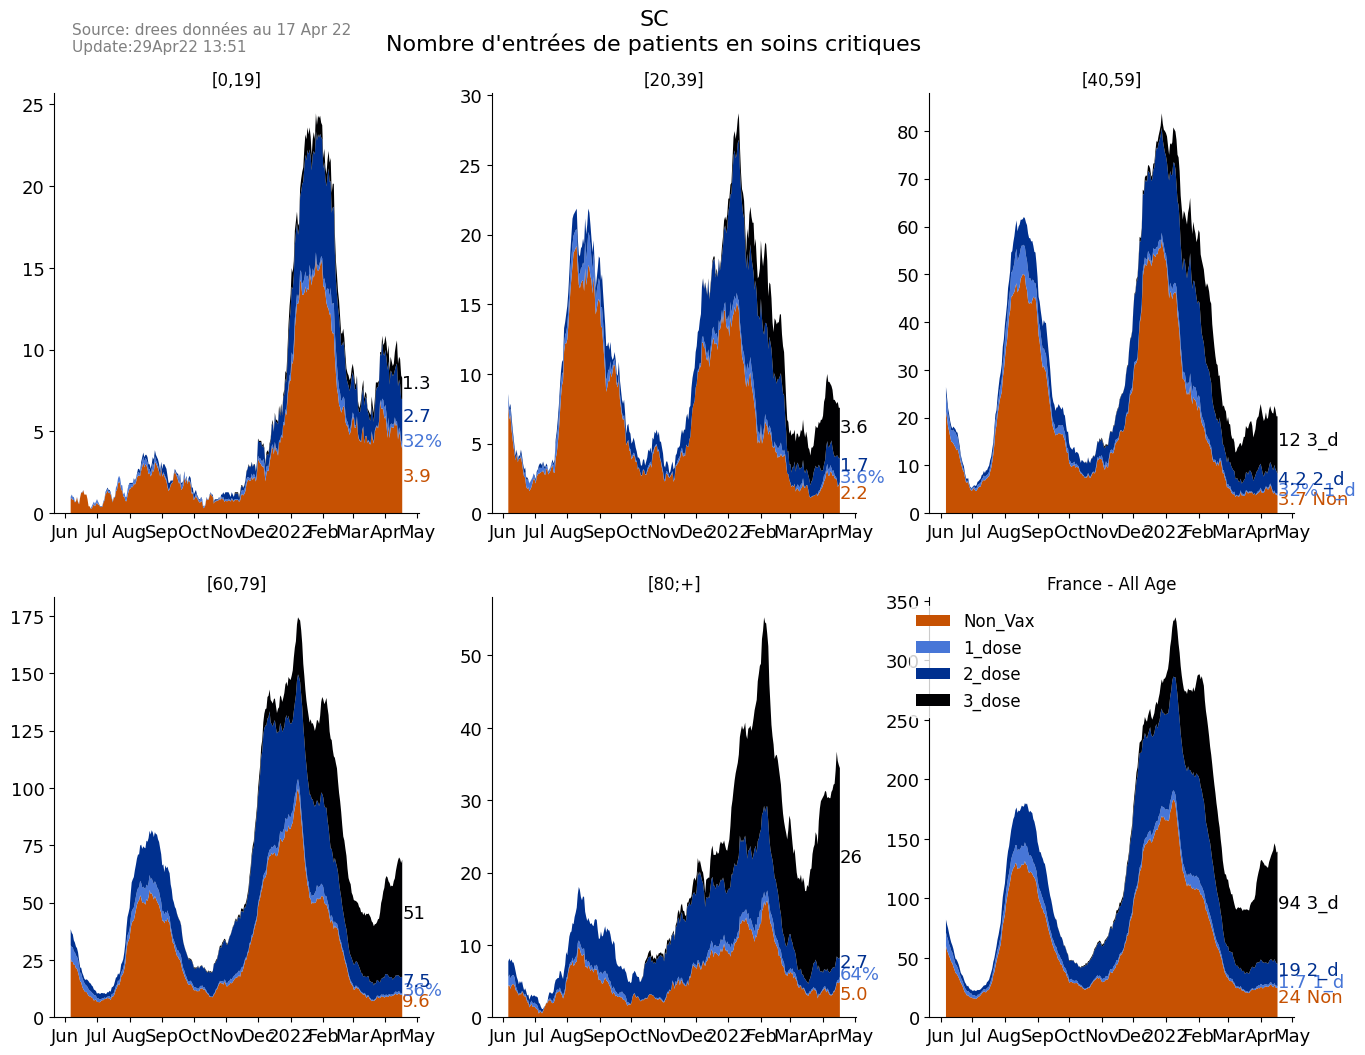 Source: drees données au 17 Apr 22
Update:29Apr22 13:51
SC
Nombre d'entrées de patients en soins critiques
[0,19]
25
20
15
10
5
0
1.3
2.7
32%
3.9
Jun Jul Aug Sep Oct Nov Dec 2022 Feb Mar Apr May
[20,39]
30
25
20
15
10
5
0
3.6
1.7
3.6%
2.2
Jun Jul Aug Sep Oct Nov Dec 2022 Feb Mar Apr May
[40,59]
80
70
60
50
40
30
20
10
0
12 3_d
4.2 2_d
32% 1_d
3.7 Non
Jun Jul Aug Sep Oct Nov Dec 2022 Feb Mar Apr May
[60,79]
175
150
125
100
75
50
25
0
51
7.5
36%
9.6
Jun Jul Aug Sep Oct Nov Dec 2022 Feb Mar Apr May
[80;+]
50
40
30
20
10
0
26
2.7
64%
5.0
Jun Jul Aug Sep Oct Nov Dec 2022 Feb Mar Apr May
France - All Age
350
300
250
200
150
100
50
0
Non_Vax
1_dose
2_dose
3_dose
94 3_d
19 2_d
1.7 1_d
24 Non
Jun Jul Aug Sep Oct Nov Dec 2022 Feb Mar Apr May